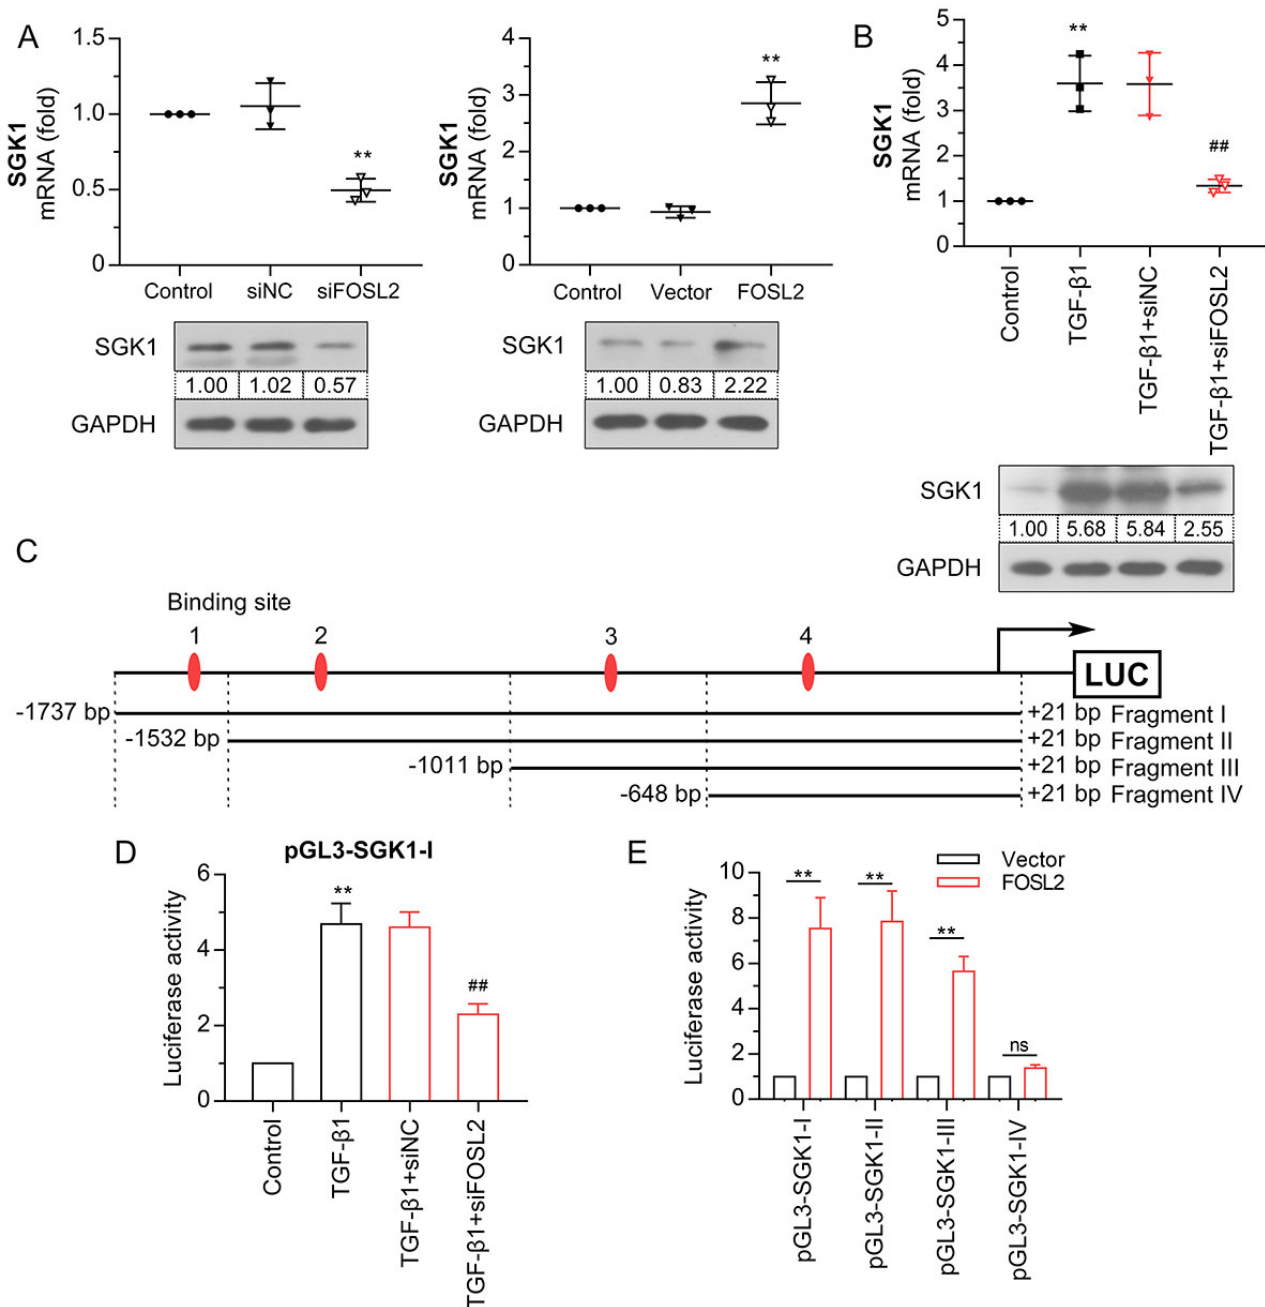 A
SGK1
mRNA (fold)
1.5
1.0
0.5
0
**
Control siNC siFOSL2
SGK1
1.00 1.02 0.57
GAPDH
SGK1
mRNA (fold)
4
3
2
1
0
**
Control Vector FOSL2
SGK1
1.00 0.83 2.22
GAPDH
B
SGK1
mRNA (fold)
5
4
3
2
1
0
**
##
Control
TGF-β1
TGF-β1+siNC
TGF-β1+siFOSL2
SGK1
1.00 5.68 5.84 2.55
GAPDH
C
Binding site
1 2 3 4
LUC
-1737 bp +21 bp Fragment I
-1532 bp +21 bp Fragment II
-1011 bp +21 bp Fragment III
-648 bp +21 bp Fragment IV
D
pGL3-SGK1-I
Luciferase activity
6
4
2
0
**
##
Control
TGF-β1
TGF-β1+siNC
TGF-β1+siFOSL2
E
Vector
FOSL2
Luciferase activity
10
8
6
4
2
0
** ** ** ns
pGL3-SGK1-I
pGL3-SGK1-II
pGL3-SGK1-III
pGL3-SGK1-IV